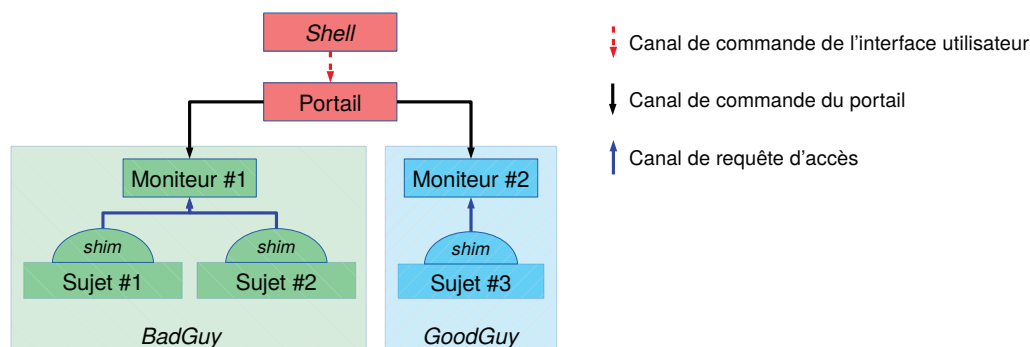 Shell
Portail
Canal de commande de l'interface utilisateur
Canal de commande du portail
Canal de requête d'accès
Moniteur #1
Moniteur #2
shim
shim
shim
Sujet #1
Sujet #2
Sujet #3
BadGuy
GoodGuy